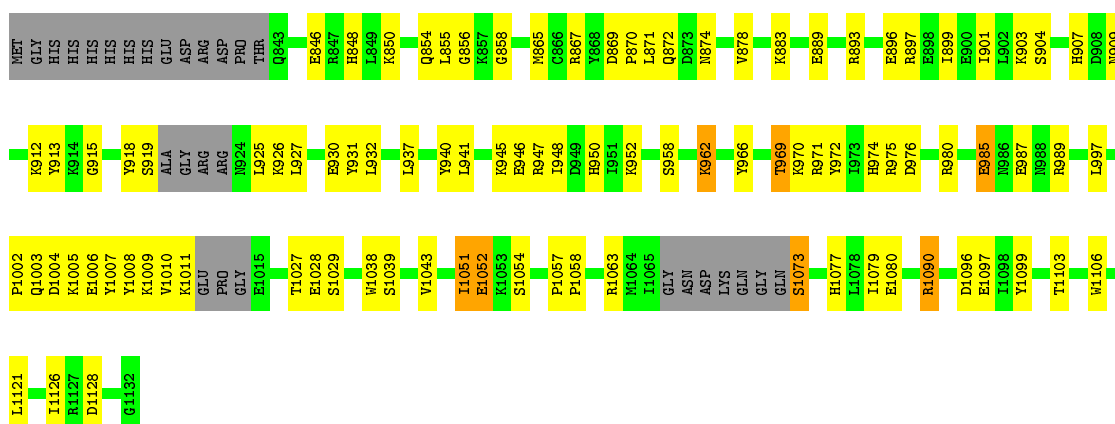 MET GLY HIS HIS HIS HIS HIS HIS GLU ASP ARG ASP PRO THR Q843 E846 R847 H848 L849 K850 Q854 L855 G856 K857 G858 M865 C866 R867 Y868 D869 P870 L871 Q872 D873 N874 V878 K883 E889 R893 E896 R897 E898 I899 E900 I901 L902 K903 S904 H907 D908 N909
K912 Y913 K914 G915 Y918 S919 ALA GLY ARG ARG N924 L925 K926 L927 E930 Y931 L932 L937 Y940 L941 K945 E946 R947 I948 D949 H950 I951 K952 S958 K962 Y966 T969 K970 R971 Y972 I973 H974 R975 D976 R980 E985 N986 E987 N988 R989 L997
P1002 Q1003 D1004 K1005 E1006 Y1007 Y1008 K1009 V1010 K1011 GLU PRO GLY E1015 T1027 E1028 S1029 W1038 S1039 V1043 I1051 E1052 K1053 S1054 P1057 P1058 R1063 M1064 I1065 GLY ASN ASP LYS GLN GLY GLN S1073 H1077 L1078 I1079 E1080 R1090 D1096 E1097 I1098 Y1099 T1103 W1106
L1121 I1126 R1127 D1128 G1132